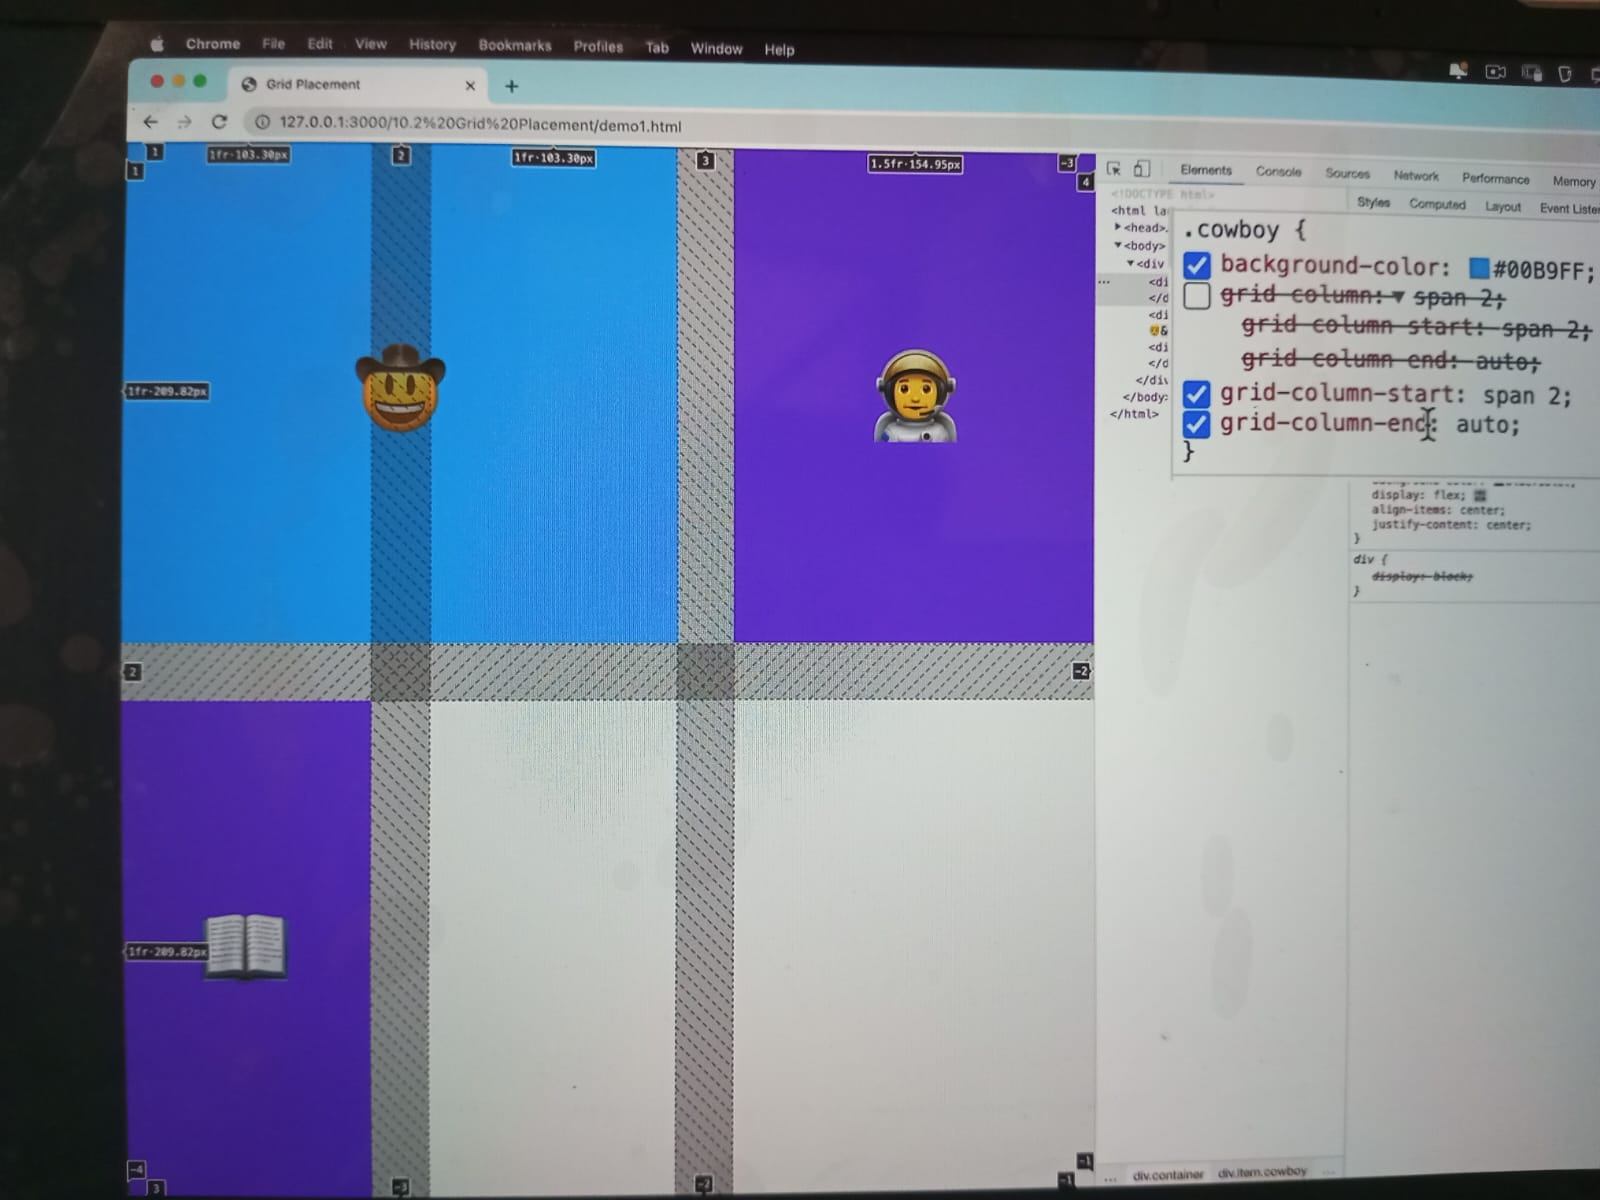 Chrome File Edit View History Bookmarks Profiles Tab Window Help
Grid Placement
127.0.0.1:3000/10.2%20Grid%20Placement/demo1.html
1 1fr·103.30px 2 1fr·103.30px 3 1.5fr·154.95px -3
1 4
1fr·209.82px
2 -2
1fr·209.82px
-4 -1
3 -3 -2 -1
Elements Console Sources Network Performance Memory
Styles Computed Layout
<!DOCTYPE html>
<html la
<head>
<body>
<div
<di
</d
<di
&
<di
</d
</div
</body>
</html>
.cowboy {
background-color: #00B9FF;
grid-column: span 2;
grid-column-start: span 2;
grid-column-end: auto;
grid-column-start: span 2;
grid-column-end: auto;
}
display: flex;
align-items: center;
justify-content: center;
}
div {
display: block;
}
... div.container div.item.cowboy ...